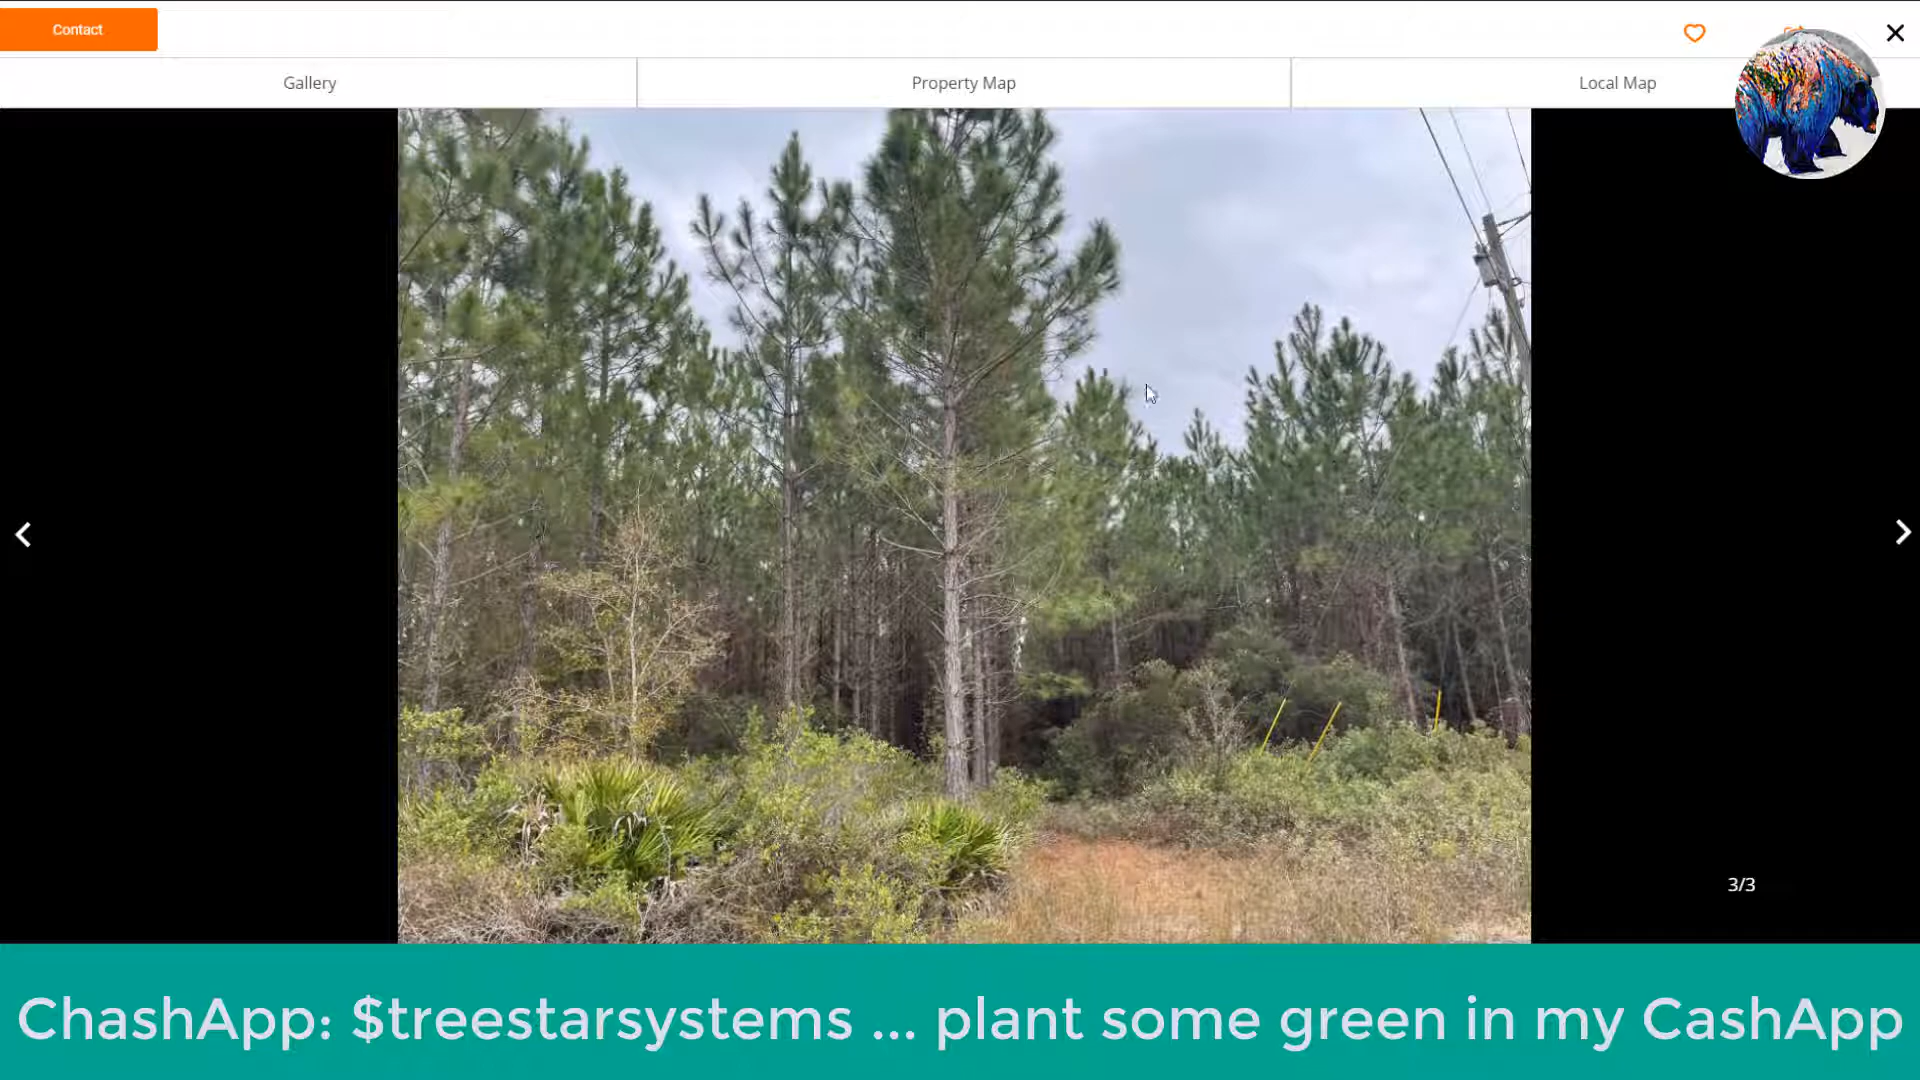 Contact
Gallery
Property Map
Local Map
3/3
ChashApp: $treestarsystems ... plant some green in my CashApp